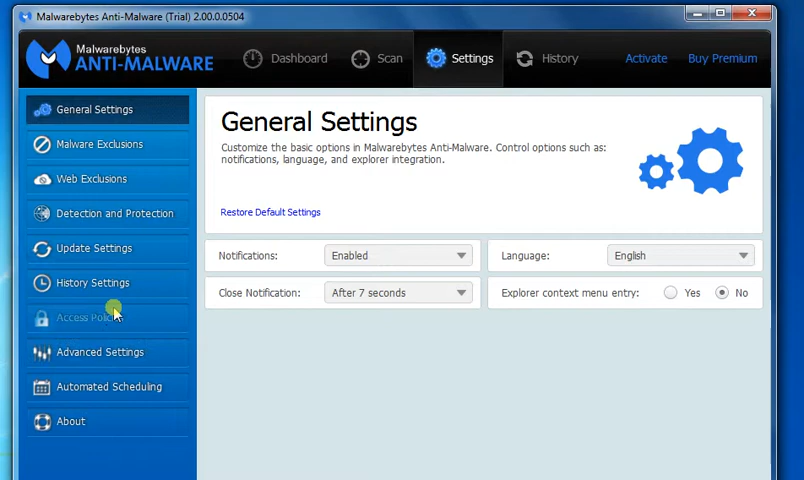 Malwarebytes Anti-Malware (Trial) 2.00.0.0504
Malwarebytes
ANTI-MALWARE
Dashboard
Scan
Settings
History
Activate
Buy Premium
General Settings
Malware Exclusions
Web Exclusions
Detection and Protection
Update Settings
History Settings
Access
Advanced Settings
Automated Scheduling
About
General Settings
Customize the basic options in Malwarebytes Anti-Malware. Control options such as:
notifications, language, and explorer integration.
Restore Default Settings
Notifications: Enabled
Language: English
Close Notification: After 7 seconds
Explorer context menu entry: Yes No